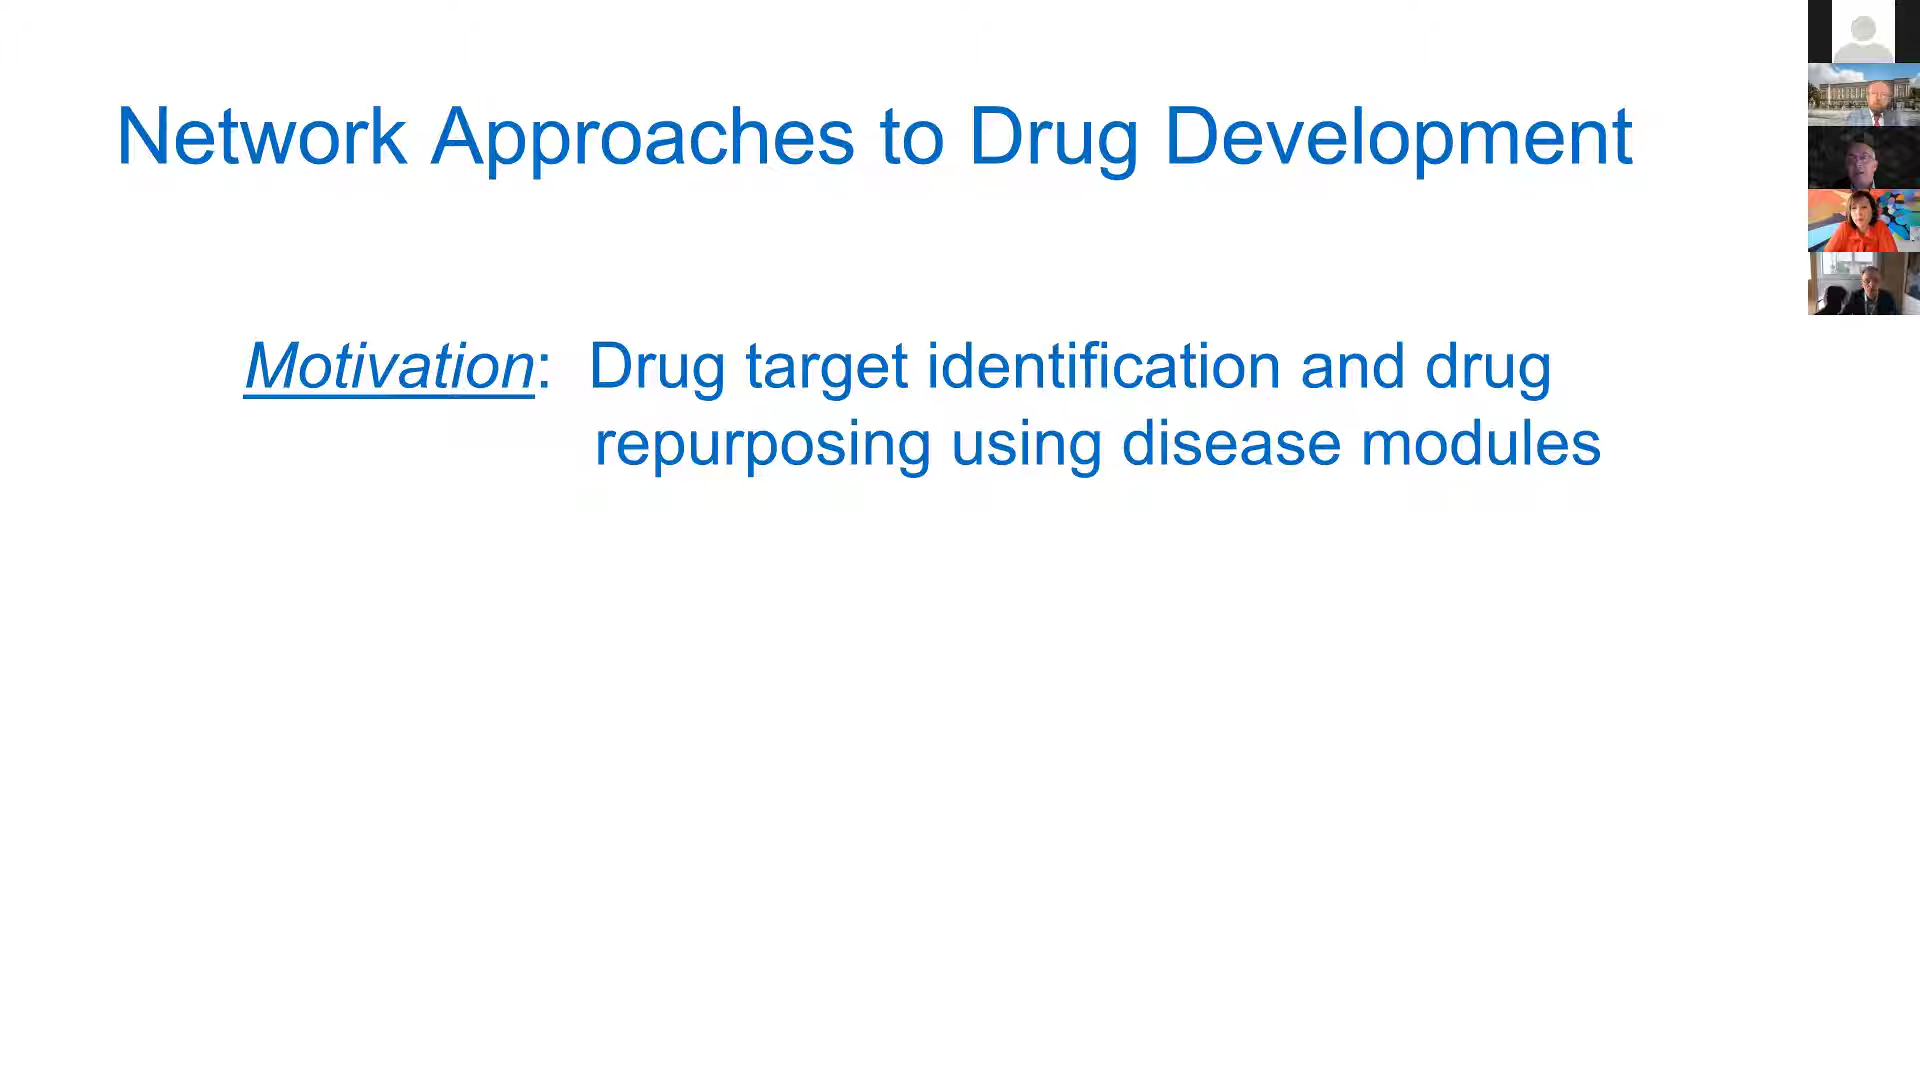 Network Approaches to Drug Development
Motivation: Drug target identification and drug
repurposing using disease modules